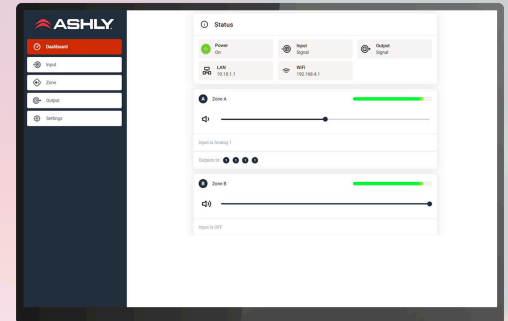 ASHLY
Dashboard
Input
Zone
Output
Settings
Status
Power
On
Input
Signal
Output
Signal
LAN
10.10.1.1
WiFi
192.168.4.1
A Zone A
Input is Analog 1
Outputs to
B Zone B
Input is OFF